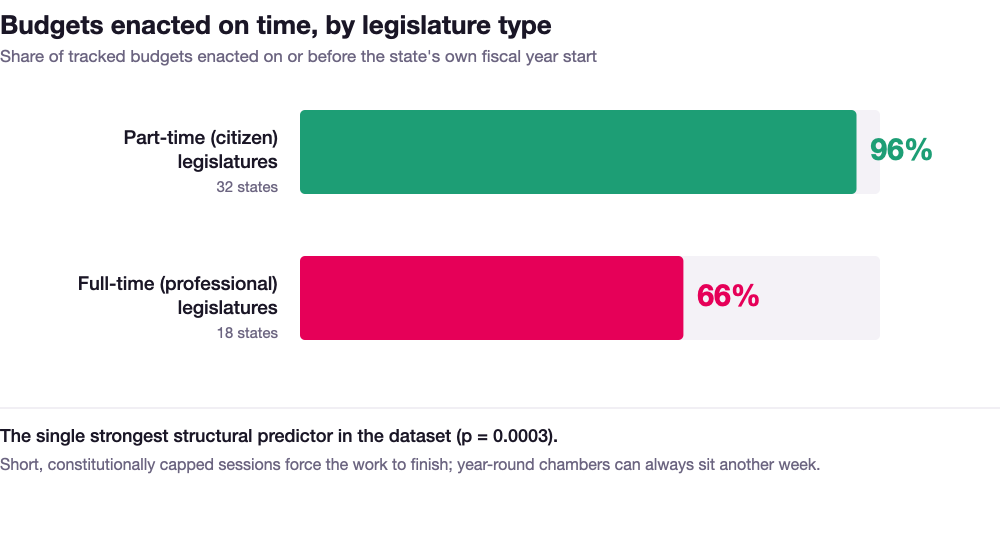 Budgets enacted on time, by legislature type
Share of tracked budgets enacted on or before the state's own fiscal year start
Part-time (citizen)
legislatures
32 states
96%
Full-time (professional)
legislatures
18 states
66%
The single strongest structural predictor in the dataset (p = 0.0003).
Short, constitutionally capped sessions force the work to finish; year-round chambers can always sit another week.